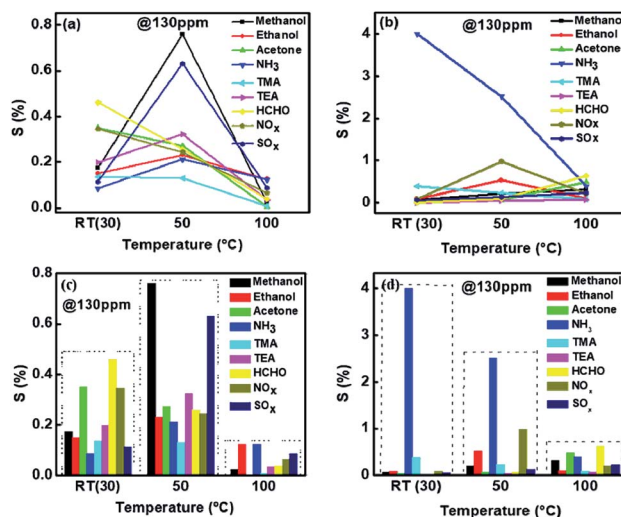 (a)
@130ppm
Methanol
Ethanol
Acetone
NH3
TMA
TEA
HCHO
NOx
SOx
S (%)
0.8
0.6
0.4
0.2
0.0
RT(30)
50
100
Temperature (ºC)
(b)
@130ppm
Methanol
Ethanol
Acetone
NH3
TMA
TEA
HCHO
NOx
SOx
S (%)
4
3
2
1
0
RT (30)
50
100
Temperature (ºC)
(c)
@130ppm
Methanol
Ethanol
Acetone
NH3
TMA
TEA
HCHO
NOx
SOx
S (%)
0.8
0.6
0.4
0.2
0.0
RT(30)
50
100
Temperature (ºC)
(d)
@130ppm
Methanol
Ethanol
Acetone
NH3
TMA
TEA
HCHO
NOx
SOx
S (%)
4
3
2
1
0
RT (30)
50
100
Temperature (ºC)